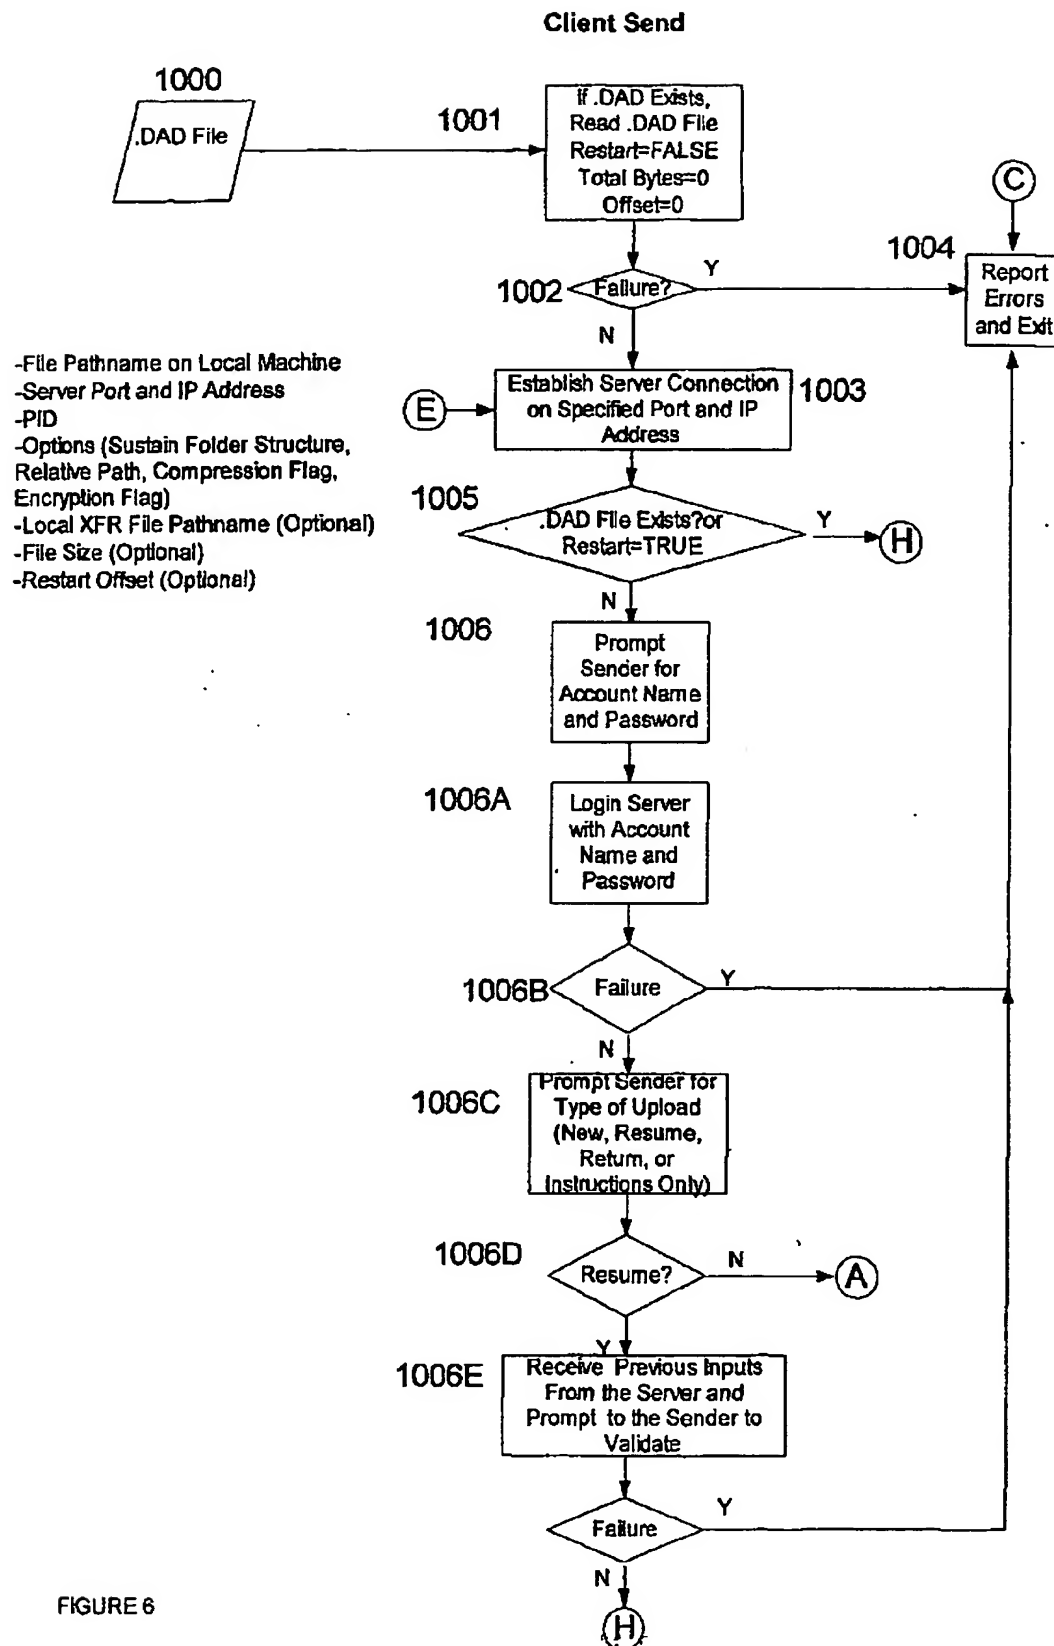 Client Send
1000
.DAD File
1001
If .DAD Exists,
Read .DAD File
Restart=FALSE
Total Bytes=0
Offset=0
C
1004
Report
Errors
and Exit
1002
Failure?
Y
N
-File Pathname on Local Machine
-Server Port and IP Address
-PID
-Options (Sustain Folder Structure,
Relative Path, Compression Flag,
Encryption Flag)
-Local XFR File Pathname (Optional)
-File Size (Optional)
-Restart Offset (Optional)
E
Establish Server Connection
on Specified Port and IP
Address
1003
1005
.DAD File Exists?or
Restart=TRUE
Y
H
N
1006
Prompt
Sender for
Account Name
and Password
1006A
Login Server
with Account
Name and
Password
1006B
Failure
Y
N
1006C
Prompt Sender for
Type of Upload
(New, Resume,
Return, or
Instructions Only)
1006D
Resume?
N
A
Y
1006E
Receive Previous Inputs
From the Server and
Prompt to the Sender to
Validate
Failure
Y
N
H
FIGURE 6